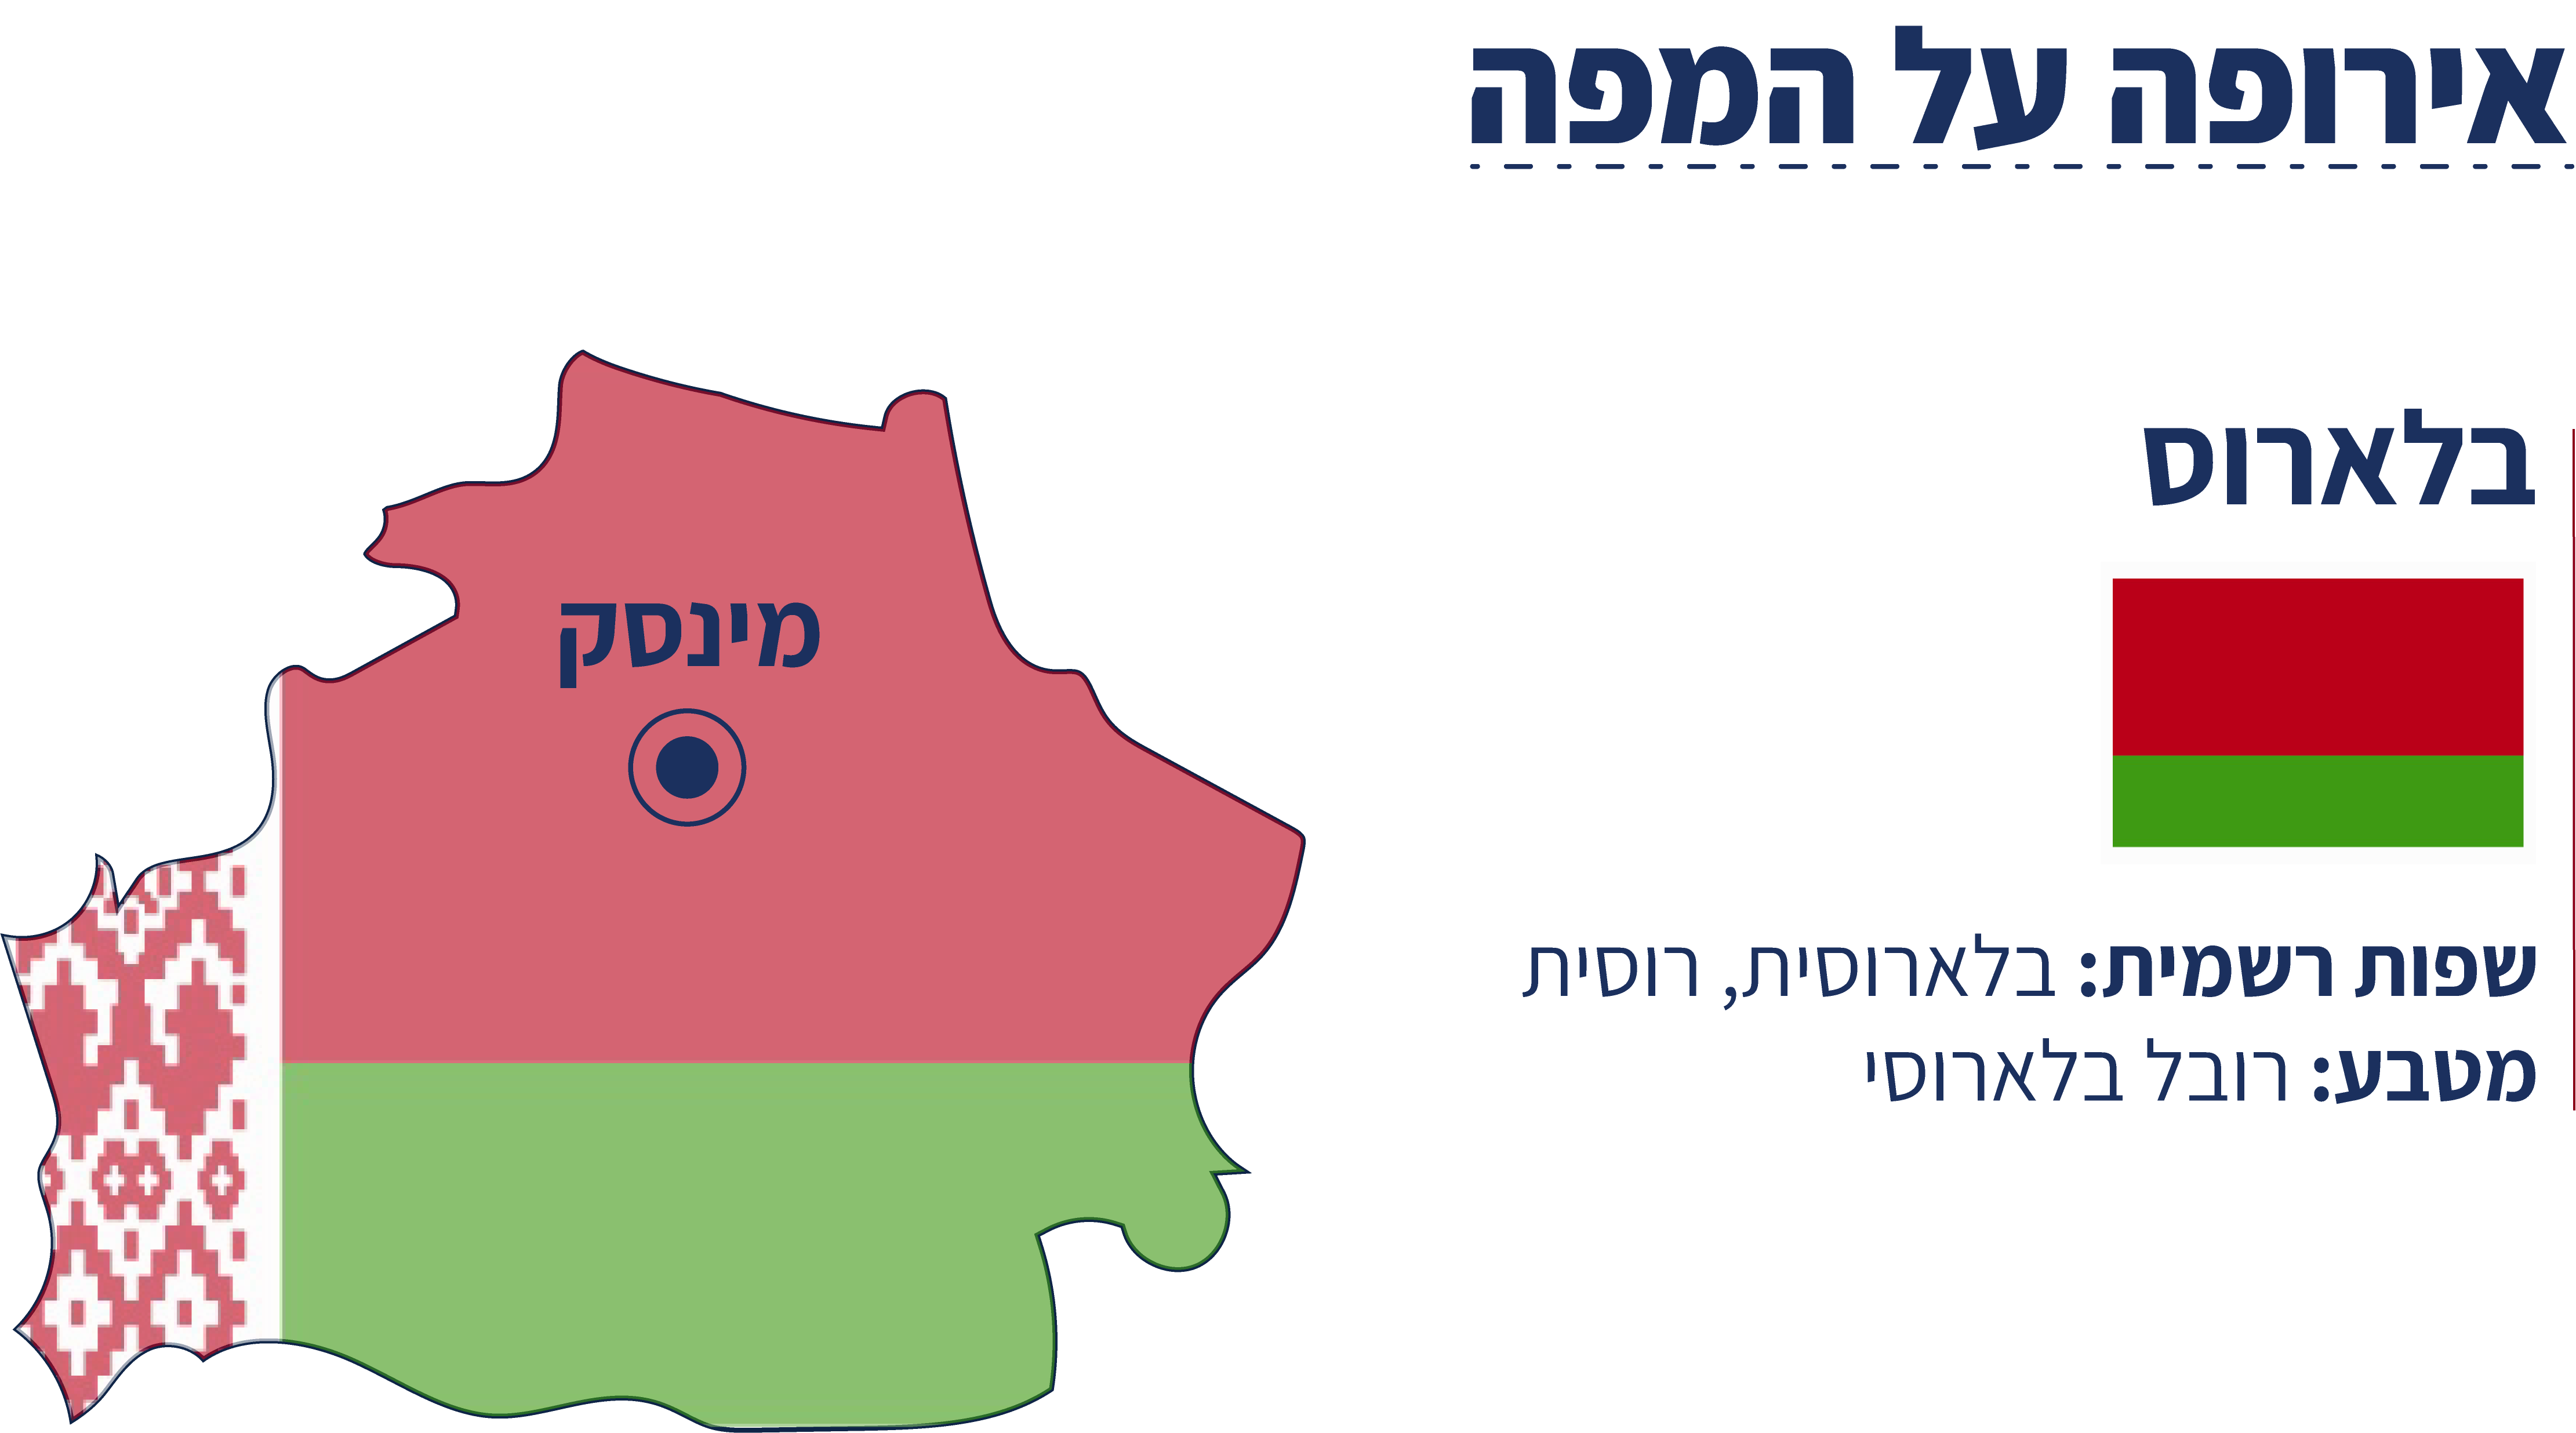 אירופה על המפה
בלארוס
מינסק
שפות רשמית: בלארוסית, רוסית
מטבע: רובל בלארוסי